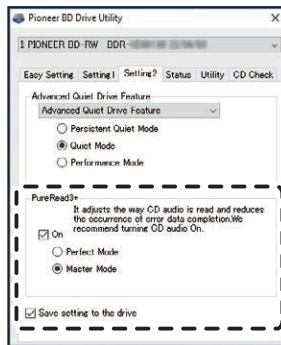 Pioneer BD Drive Utility
PIONEER BD-RW BDR-
Easy Setting Setting1 Setting2 Status Utility CD Check
Advanced Quiet Drive Feature
Advanced Quiet Drive Feature
Persistent Quiet Mode
Quiet Mode
Performance Mode
PureRead3+
It adjusts the way CD audio is read and reduces
the occurrence of error data completion.We
recommend turning CD audio On.
On
Perfect Mode
Master Mode
Save setting to the drive